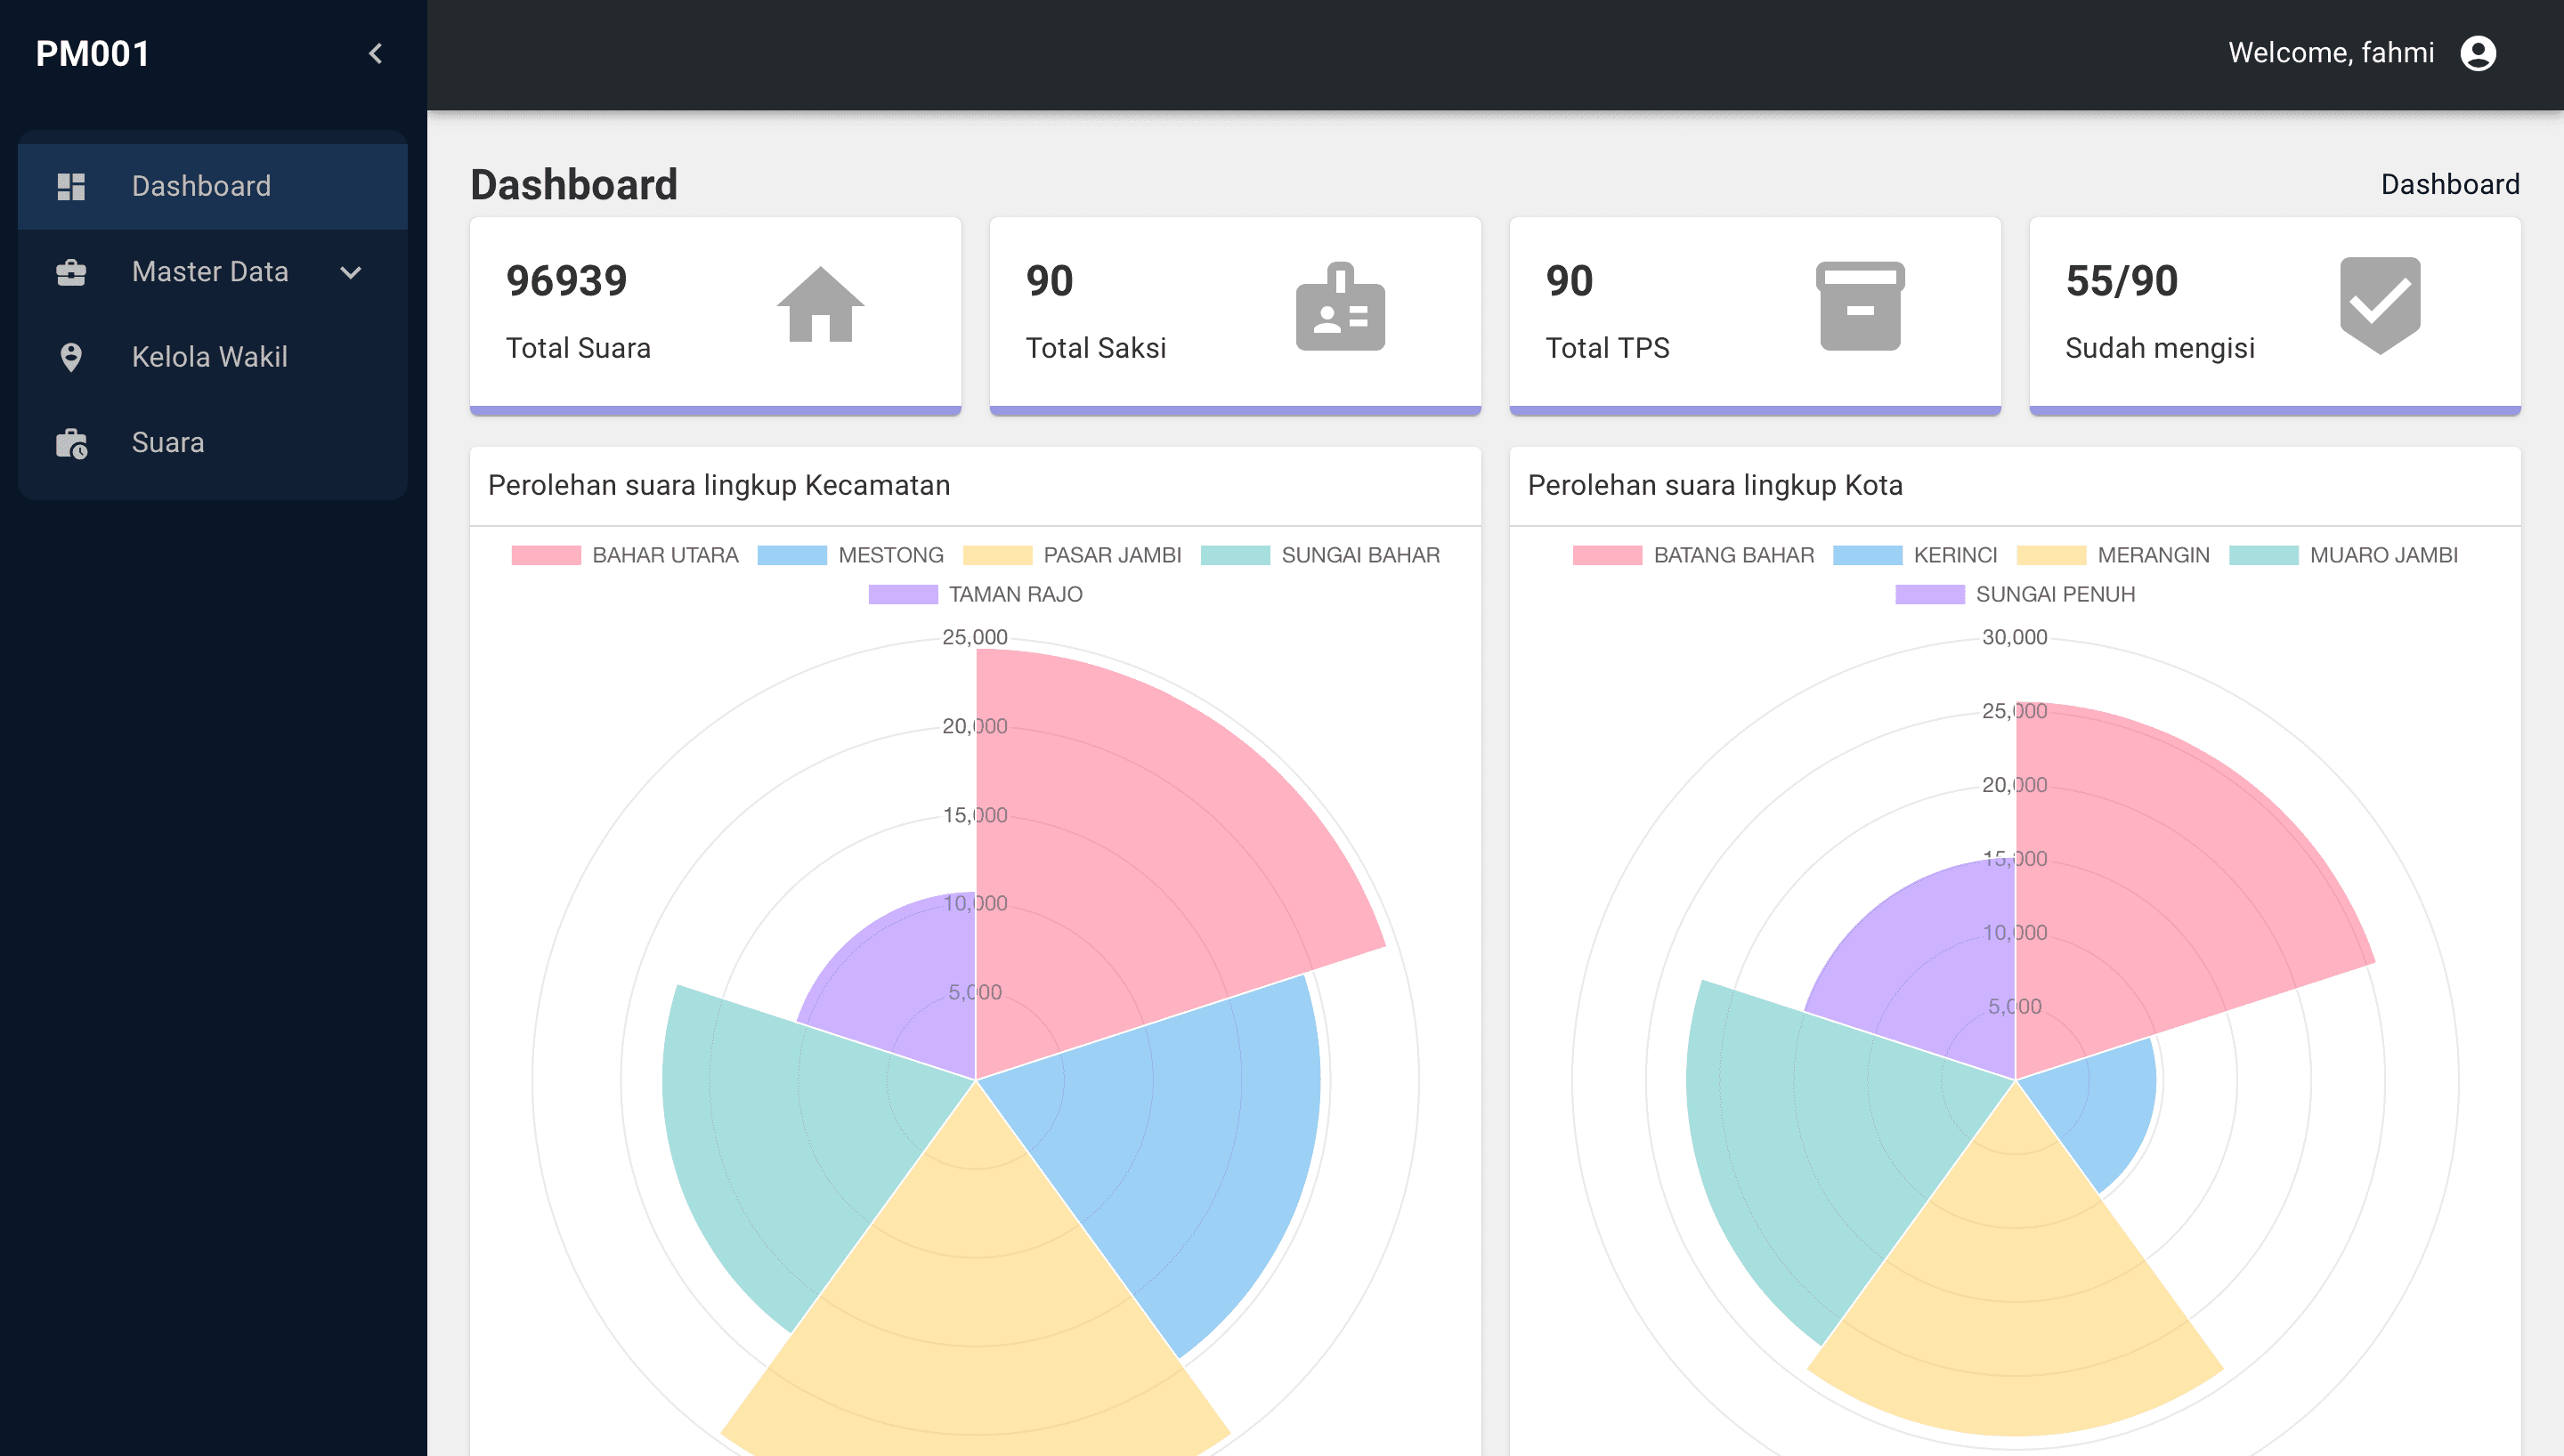 PM001
Welcome, fahmi
Dashboard
Master Data
Kelola Wakil
Suara
Dashboard
Dashboard
96939
Total Suara
90
Total Saksi
90
Total TPS
55/90
Sudah mengisi
Perolehan suara lingkup Kecamatan
BAHAR UTARA MESTONG PASAR JAMBI SUNGAI BAHAR
TAMAN RAJO
25,000
20,000
15,000
10,000
5,000
Perolehan suara lingkup Kota
BATANG BAHAR KERINCI MERANGIN MUARO JAMBI
SUNGAI PENUH
30,000
25,000
20,000
15,000
10,000
5,000